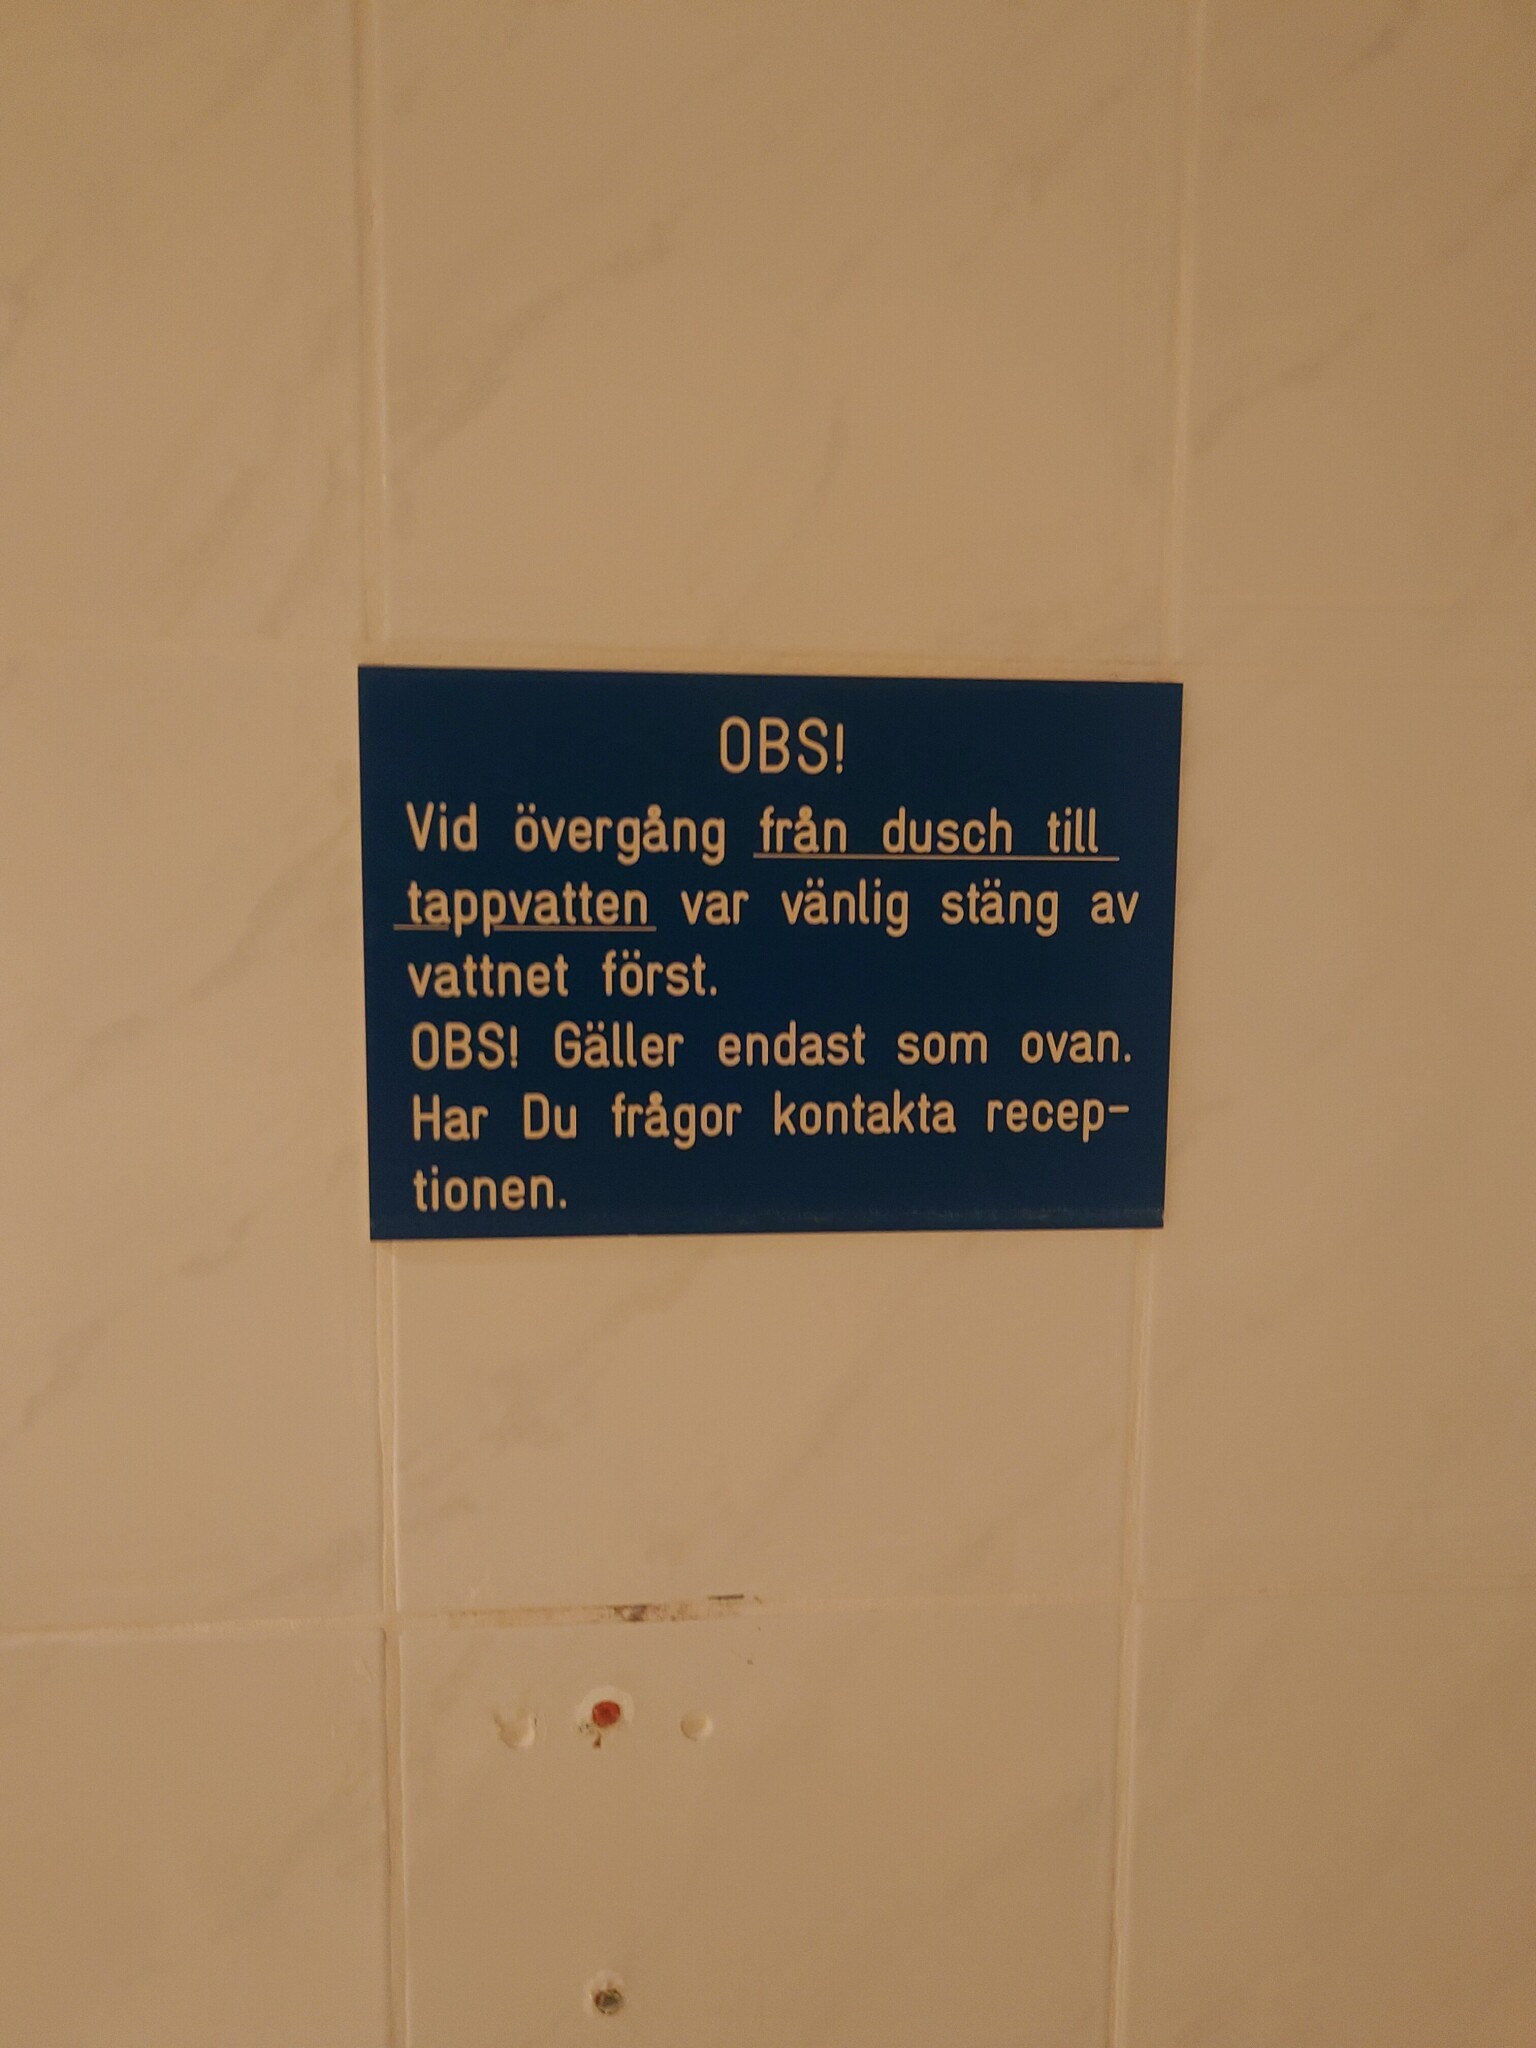 OBS!
Vid övergång från dusch till
tappvatten var vänlig stäng av
vattnet först.
OBS! Gäller endast som ovan.
Har Du frågor kontakta recep-
tionen.